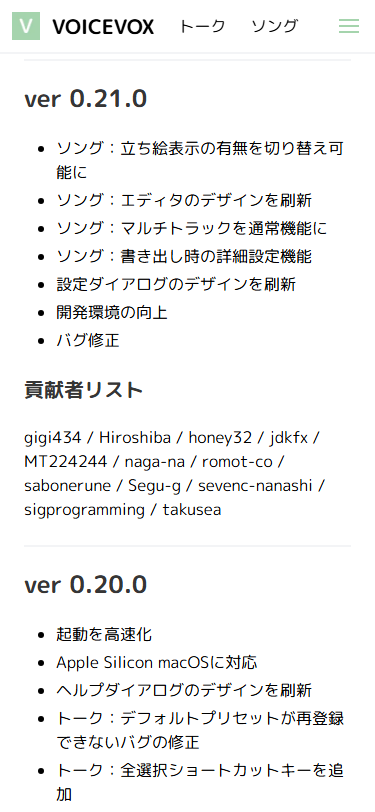 V VOICEVOX トーク ソング
ver 0.21.0
ソング：立ち絵表示の有無を切り替え可
能に
ソング：エディタのデザインを刷新
ソング：マルチトラックを通常機能に
ソング：書き出し時の詳細設定機能
設定ダイアログのデザインを刷新
開発環境の向上
バグ修正
貢献者リスト
gigi434 / Hiroshiba / honey32 / jdkfx /
MT224244 / naga-na / romot-co /
sabonerune / Segu-g / sevenc-nanashi /
sigprogramming / takusea
ver 0.20.0
起動を高速化
Apple Silicon macOSに対応
ヘルプダイアログのデザインを刷新
トーク：デフォルトプリセットが再登録
できないバグの修正
トーク：全選択ショートカットキーを追
加